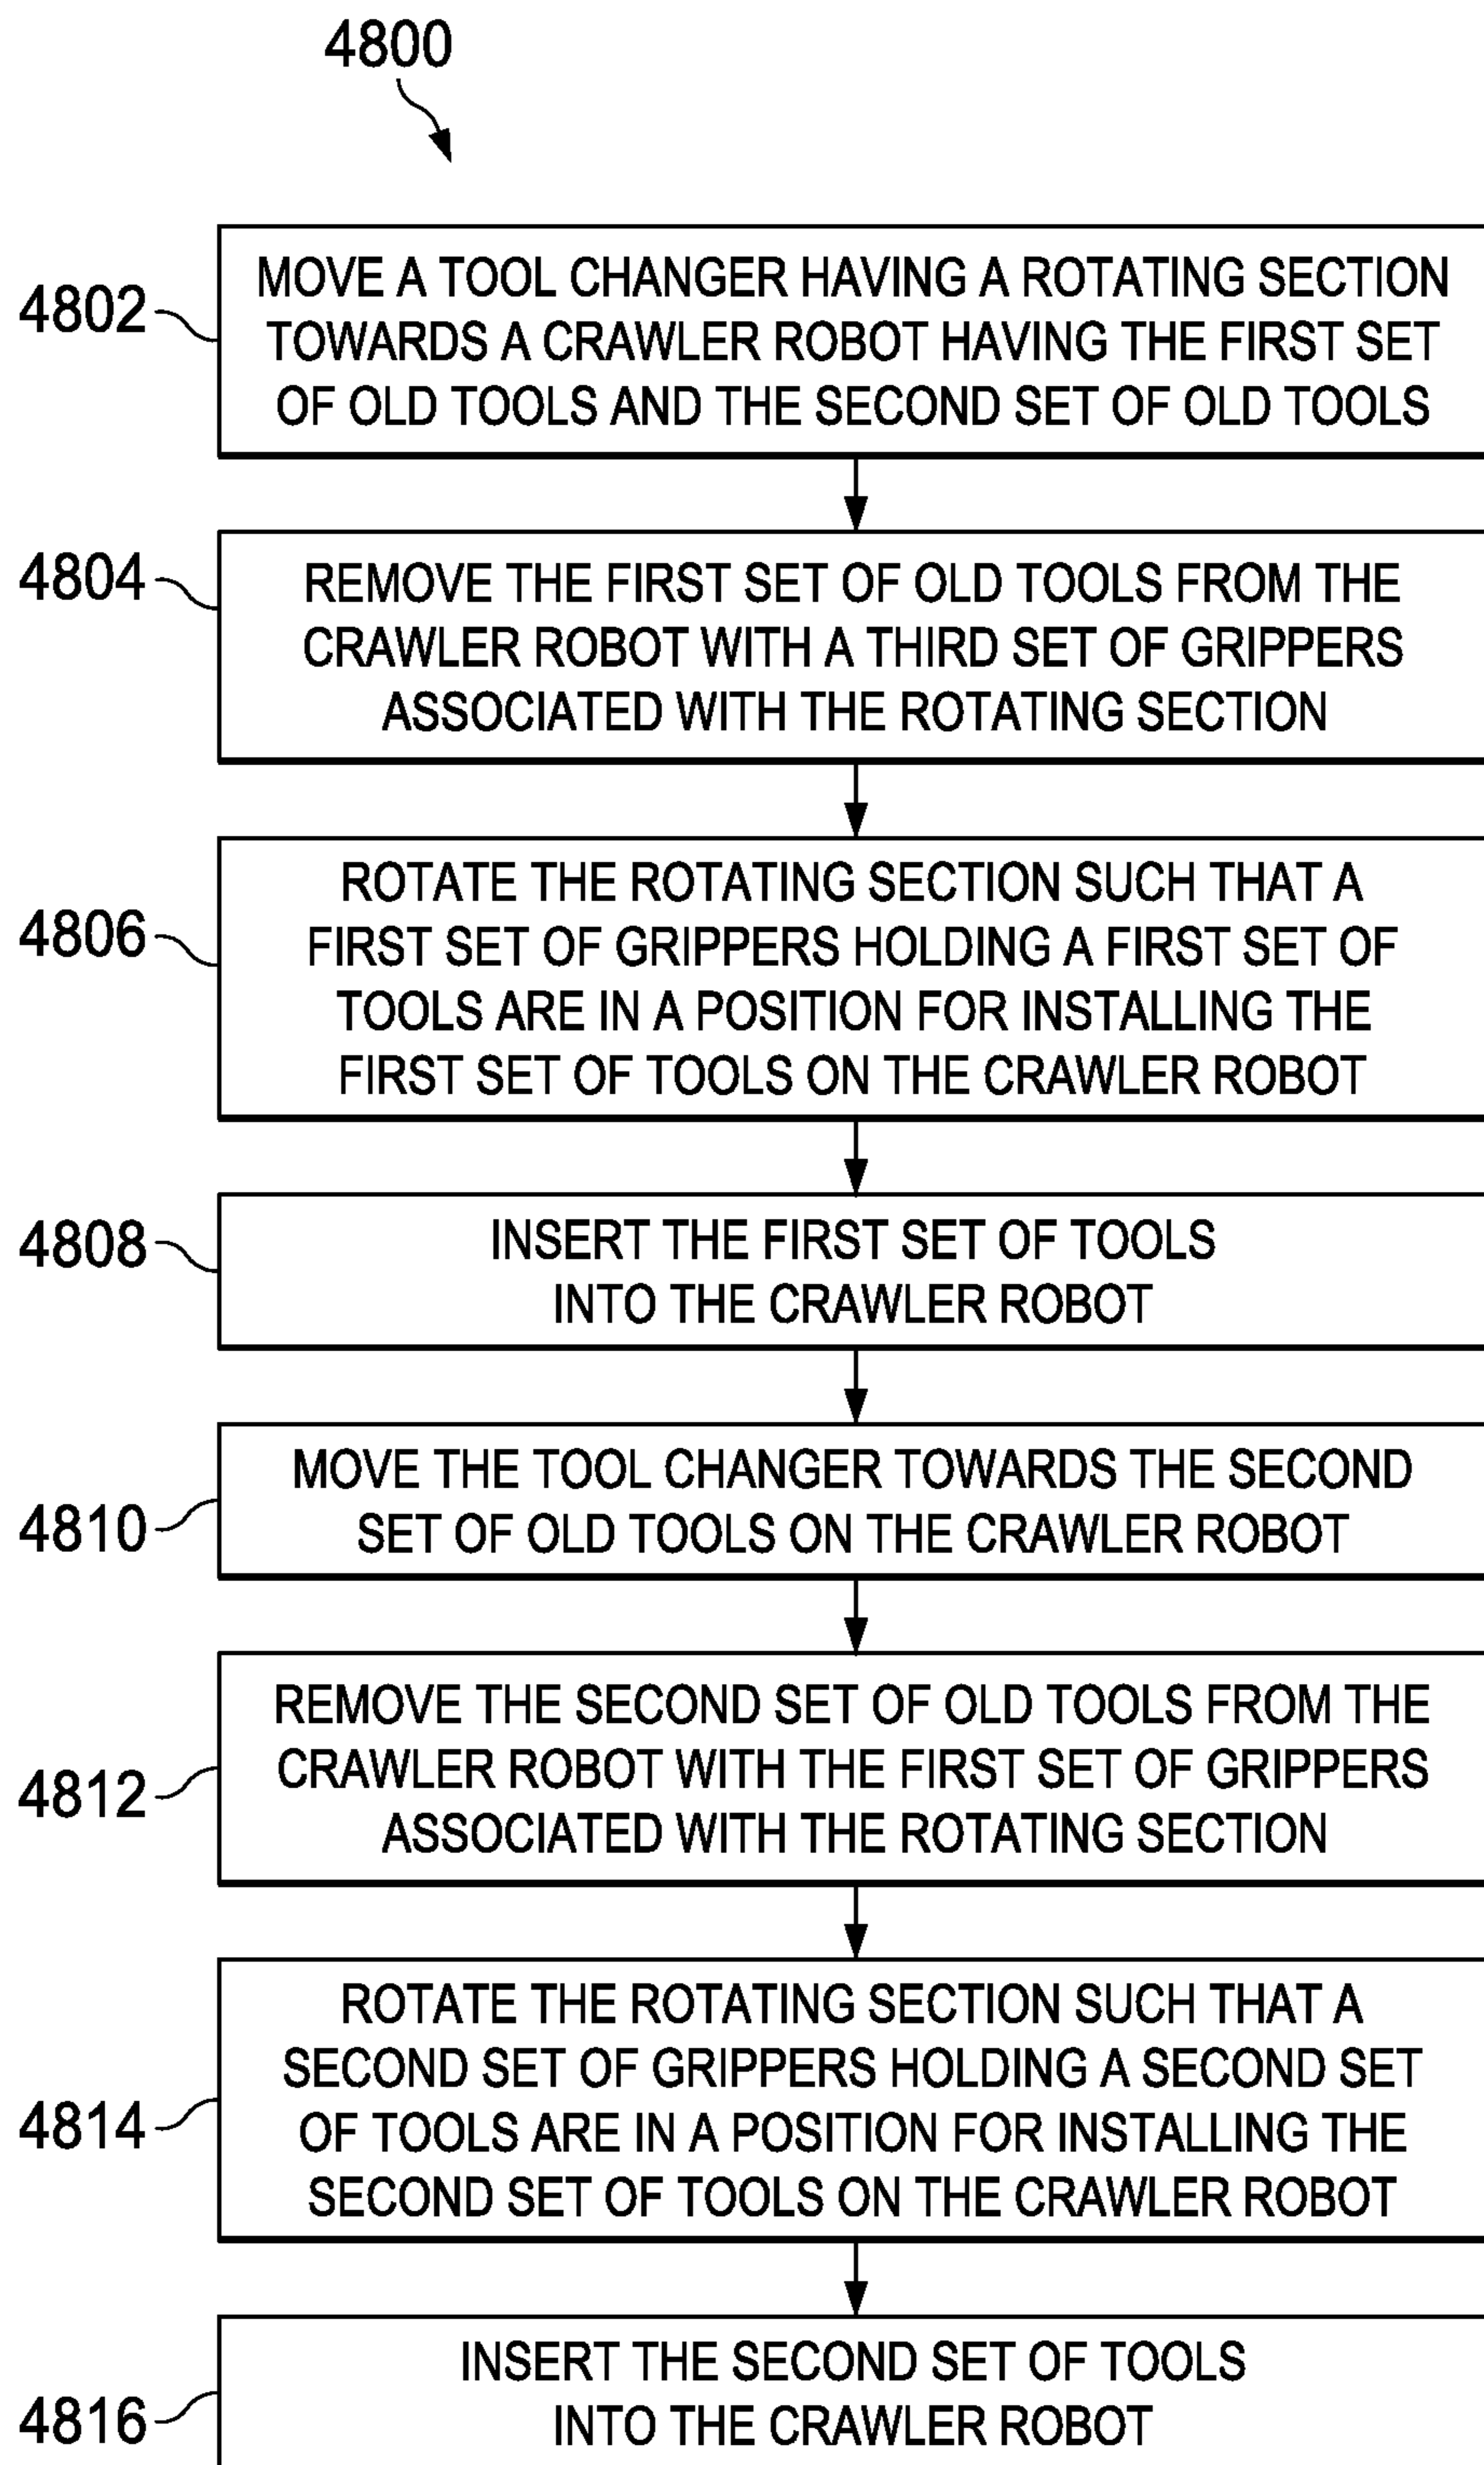 4800
4802
MOVE A TOOL CHANGER HAVING A ROTATING SECTION
TOWARDS A CRAWLER ROBOT HAVING THE FIRST SET
OF OLD TOOLS AND THE SECOND SET OF OLD TOOLS
4804
REMOVE THE FIRST SET OF OLD TOOLS FROM THE
CRAWLER ROBOT WITH A THIRD SET OF GRIPPERS
ASSOCIATED WITH THE ROTATING SECTION
4806
ROTATE THE ROTATING SECTION SUCH THAT A
FIRST SET OF GRIPPERS HOLDING A FIRST SET OF
TOOLS ARE IN A POSITION FOR INSTALLING THE
FIRST SET OF TOOLS ON THE CRAWLER ROBOT
4808
INSERT THE FIRST SET OF TOOLS
INTO THE CRAWLER ROBOT
4810
MOVE THE TOOL CHANGER TOWARDS THE SECOND
SET OF OLD TOOLS ON THE CRAWLER ROBOT
4812
REMOVE THE SECOND SET OF OLD TOOLS FROM THE
CRAWLER ROBOT WITH THE FIRST SET OF GRIPPERS
ASSOCIATED WITH THE ROTATING SECTION
4814
ROTATE THE ROTATING SECTION SUCH THAT A
SECOND SET OF GRIPPERS HOLDING A SECOND SET
OF TOOLS ARE IN A POSITION FOR INSTALLING THE
SECOND SET OF TOOLS ON THE CRAWLER ROBOT
4816
INSERT THE SECOND SET OF TOOLS
INTO THE CRAWLER ROBOT